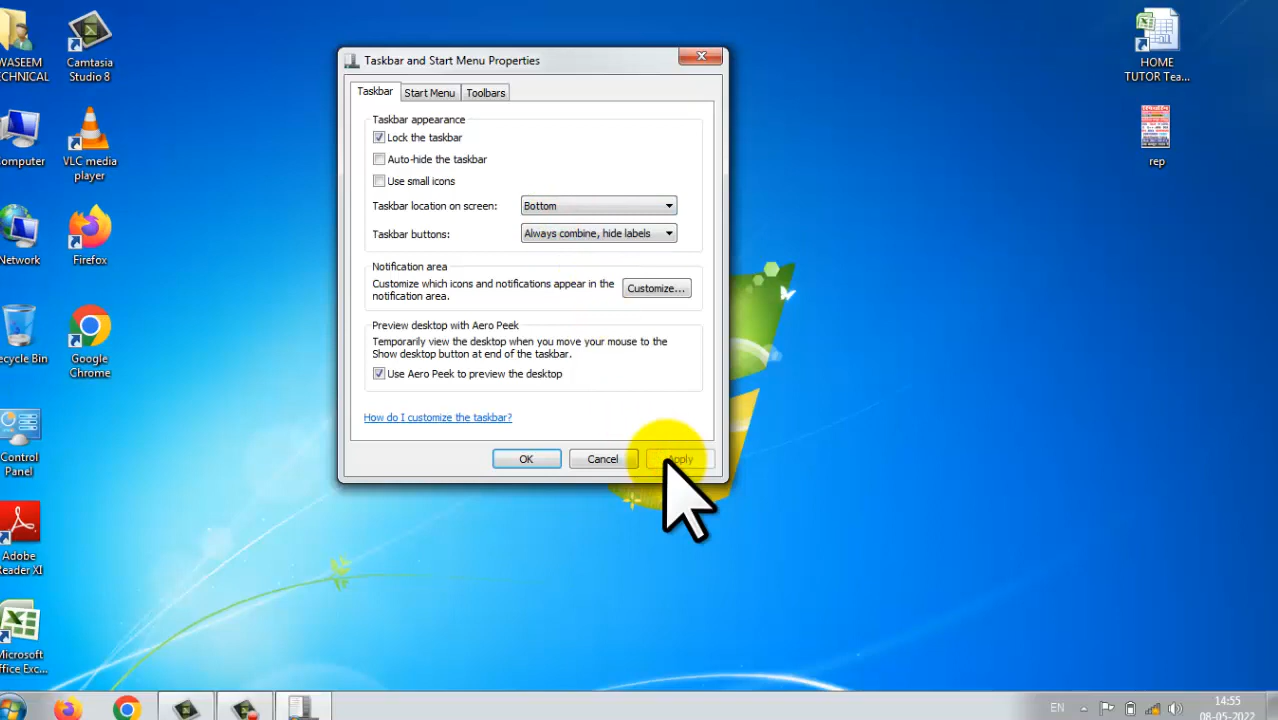 WASEEM
TECHNICAL
Camtasia
Studio 8
Computer
VLC media
player
Network
Firefox
Recycle Bin
Google
Chrome
Control
Panel
Adobe
Reader XI
Microsoft
Office Exc...
Taskbar and Start Menu Properties
Taskbar
Start Menu
Toolbars
Taskbar appearance
Lock the taskbar
Auto-hide the taskbar
Use small icons
Taskbar location on screen:
Bottom
Taskbar buttons:
Always combine, hide labels
Notification area
Customize which icons and notifications appear in the
notification area.
Customize...
Preview desktop with Aero Peek
Temporarily view the desktop when you move your mouse to the
Show desktop button at end of the taskbar.
Use Aero Peek to preview the desktop
How do I customize the taskbar?
OK
Cancel
Apply
HOME
TUTOR Tea...
rep
EN
14:55
08-05-2022